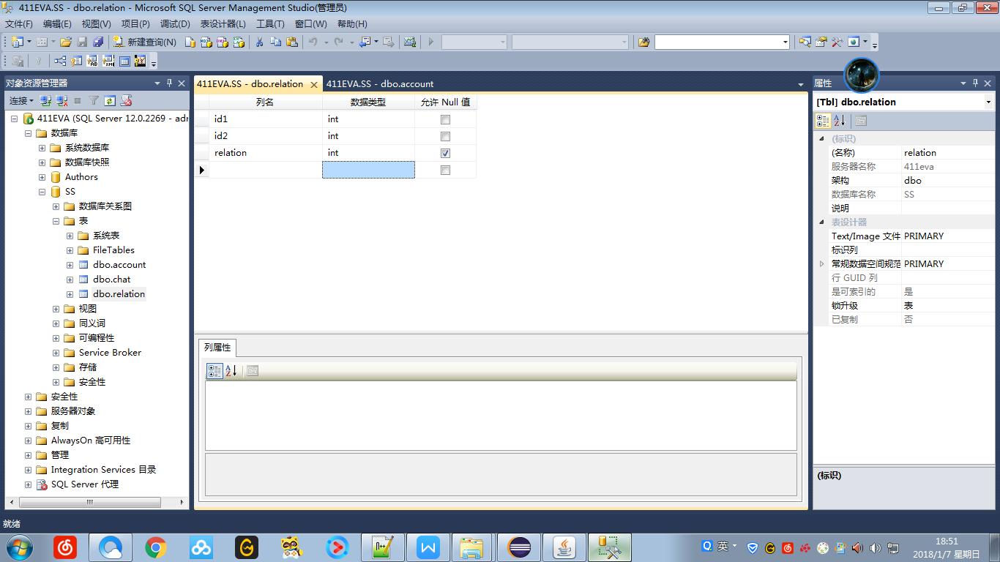 411EVA.SS - dbo.relation - Microsoft SQL Server Management Studio(管理员)
文件(F) 编辑(E) 视图(V) 项目(P) 调试(D) 表设计器(L) 工具(T) 窗口(W) 帮助(H)
新建查询(N)
对象资源管理器
连接
411EVA (SQL Server 12.0.2269 - adm
数据库
系统数据库
数据库快照
Authors
SS
数据库关系图
表
系统表
FileTables
dbo.account
dbo.chat
dbo.relation
视图
同义词
可编程性
Service Broker
存储
安全性
安全性
服务器对象
复制
AlwaysOn 高可用性
管理
Integration Services 目录
SQL Server 代理
411EVA.SS - dbo.relation 411EVA.SS - dbo.account
列名 数据类型 允许 Null 值
id1 int
id2 int
relation int
列属性
属性
[Tbl] dbo.relation
(标识)
(名称) relation
服务器名称 411eva
架构 dbo
数据库名称 SS
说明
表设计器
Text/Image 文件 PRIMARY
标识列
常规数据空间规范 PRIMARY
行 GUID 列
是可索引的 是
锁升级 表
已复制 否
(标识)
就绪
英
18:51
2018/1/7 星期日